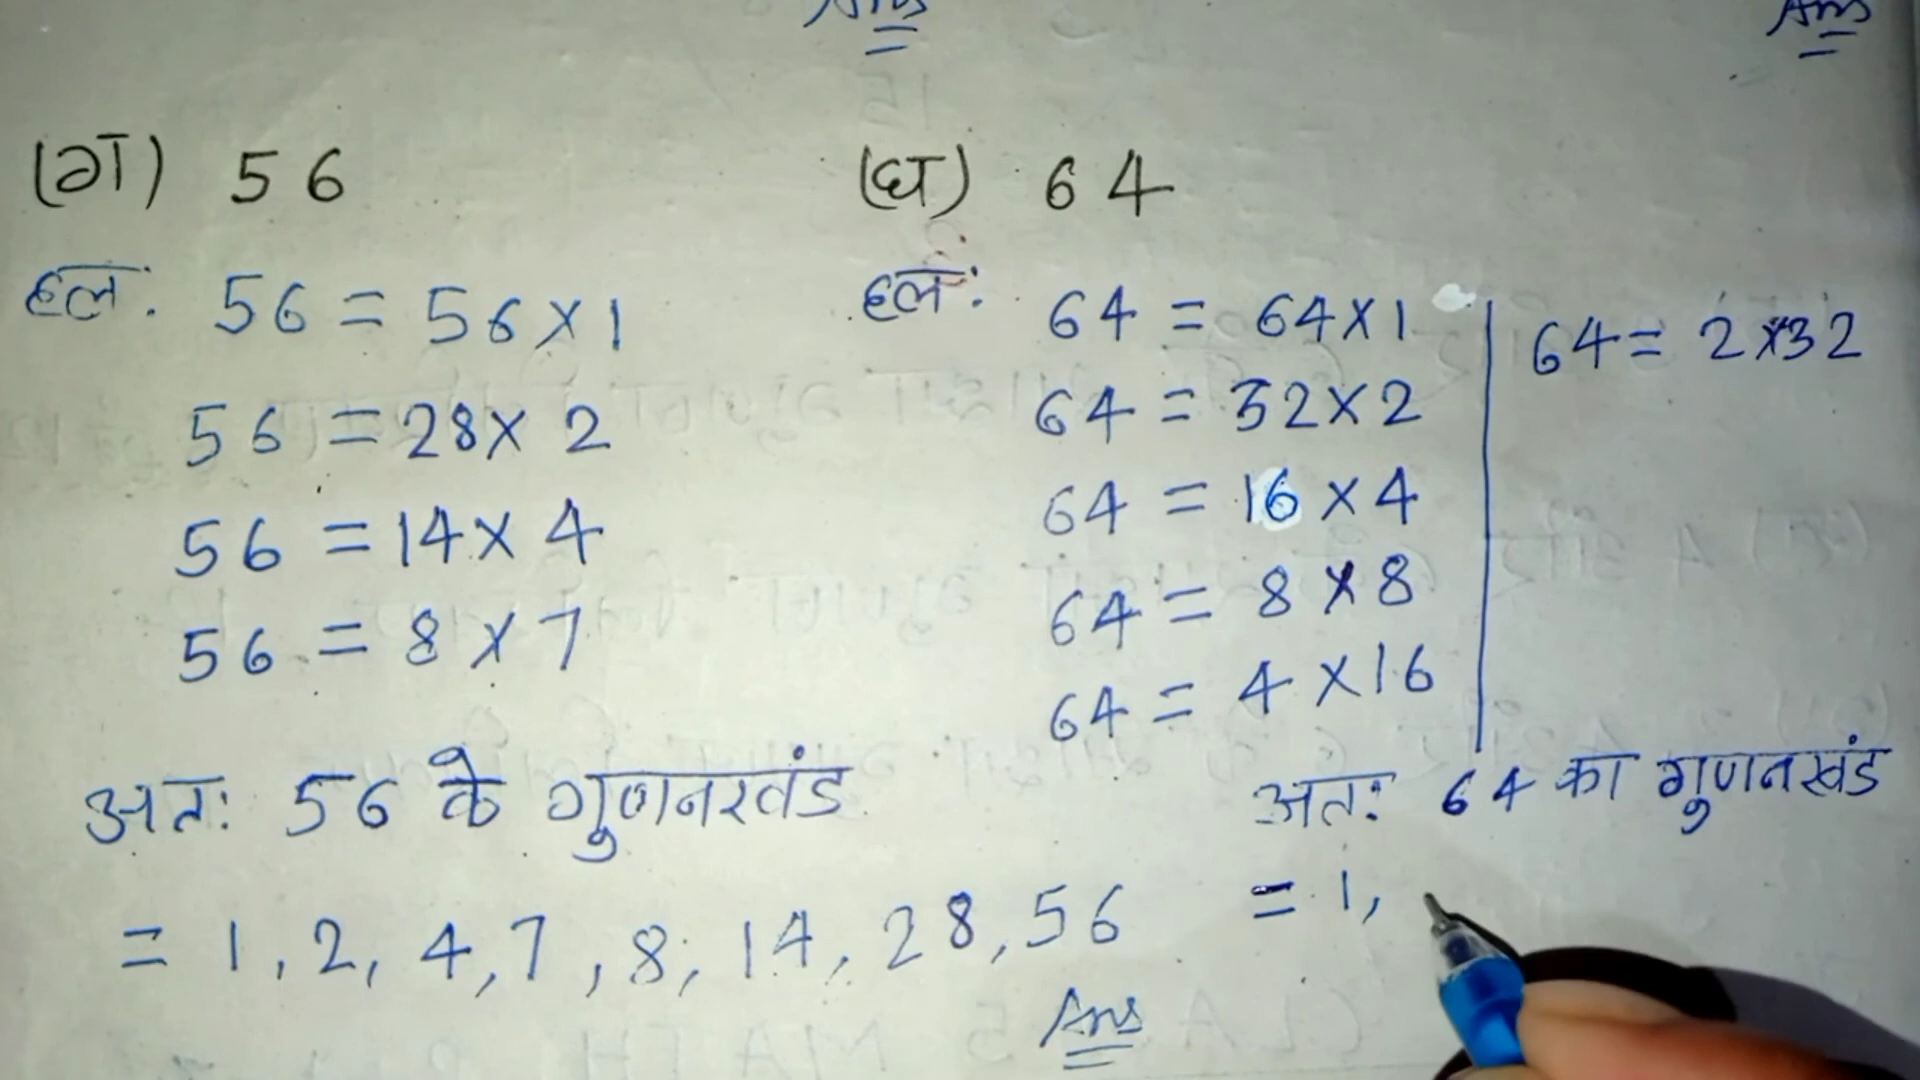 Ans
Ans
(ग) 56
हल: 56 = 56 × 1
56 = 28 × 2
56 = 14 × 4
56 = 8 × 7
अतः 56 के गुणनखंड
= 1, 2, 4, 7, 8, 14, 28, 56
Ans
(घ) 64
हल: 64 = 64 × 1
64 = 32 × 2
64 = 16 × 4
64 = 8 × 8
64 = 4 × 16
64 = 2 × 32
अतः 64 का गुणनखंड
= 1,